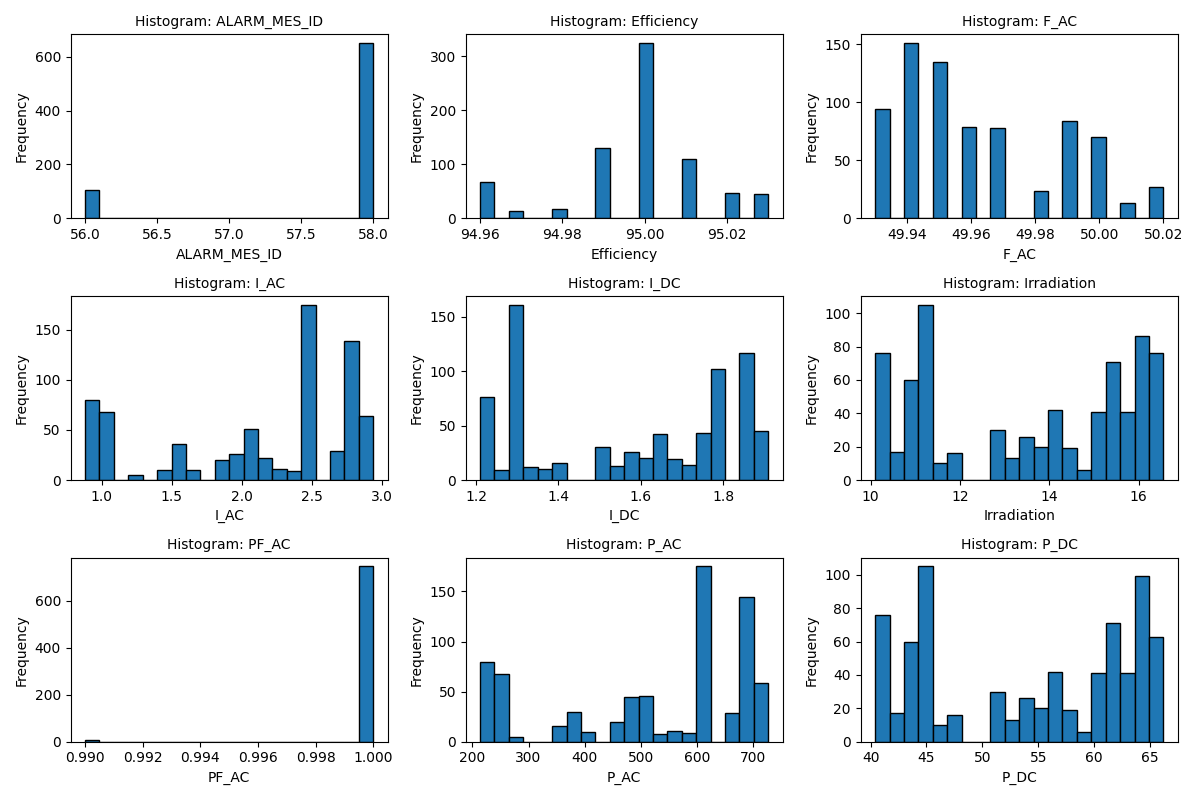 Histogram: ALARM_MES_ID
Histogram: Efficiency
Histogram: F_AC
Frequency
600
400
200
0
56.0 56.5 57.0 57.5 58.0
ALARM_MES_ID
Frequency
300
200
100
0
94.96 94.98 95.00 95.02
Efficiency
Frequency
150
100
50
0
49.94 49.96 49.98 50.00 50.02
F_AC
Histogram: I_AC
Histogram: I_DC
Histogram: Irradiation
Frequency
150
100
50
0
1.0 1.5 2.0 2.5 3.0
I_AC
Frequency
150
100
50
0
1.2 1.4 1.6 1.8
I_DC
Frequency
100
80
60
40
20
0
10 12 14 16
Irradiation
Histogram: PF_AC
Histogram: P_AC
Histogram: P_DC
Frequency
600
400
200
0
0.990 0.992 0.994 0.996 0.998 1.000
PF_AC
Frequency
150
100
50
0
200 300 400 500 600 700
P_AC
Frequency
100
80
60
40
20
0
40 45 50 55 60 65
P_DC